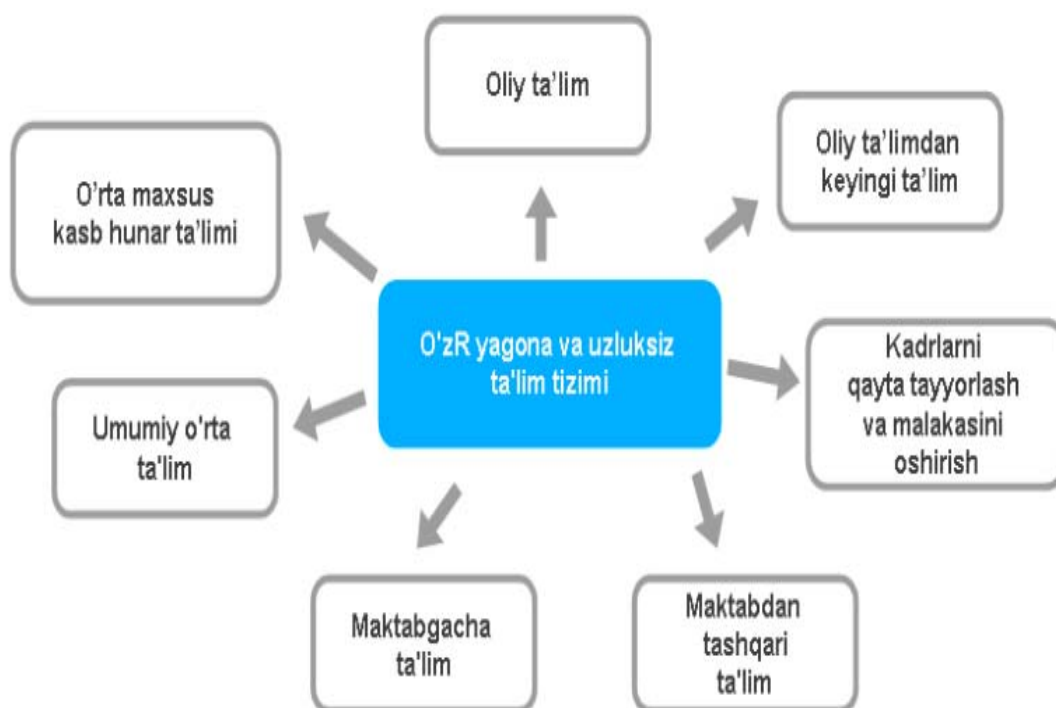 Oliy ta’lim
O’rta maxsus
kasb hunar ta’limi
Oliy ta’limdan
keyingi ta’lim
O'zR yagona va uzluksiz
ta'lim tizimi
Kadrlarni
qayta tayyorlash
va malakasini
oshirish
Umumiy o'rta
ta'lim
Maktabgacha
ta'lim
Maktabdan
tashqari
ta'lim